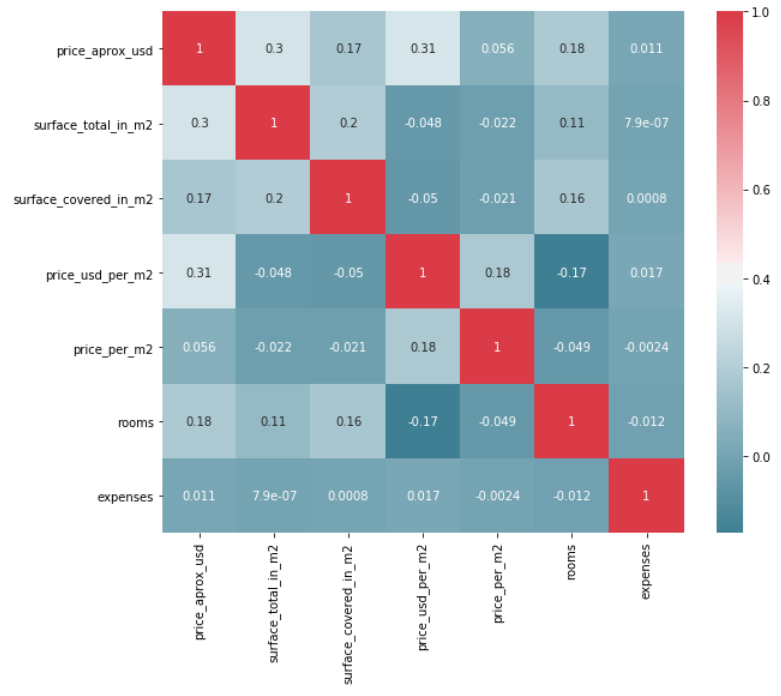 price_aprox_usd 1 0.3 0.17 0.31 0.056 0.18 0.011
surface_total_in_m2 0.3 1 0.2 -0.048 -0.022 0.11 7.9e-07
surface_covered_in_m2 0.17 0.2 1 -0.05 -0.021 0.16 0.0008
price_usd_per_m2 0.31 -0.048 -0.05 1 0.18 -0.17 0.017
price_per_m2 0.056 -0.022 -0.021 0.18 1 -0.049 -0.0024
rooms 0.18 0.11 0.16 -0.17 -0.049 1 -0.012
expenses 0.011 7.9e-07 0.0008 0.017 -0.0024 -0.012 1
price_aprox_usd
surface_total_in_m2
surface_covered_in_m2
price_usd_per_m2
price_per_m2
rooms
expenses
1.0
0.8
0.6
0.4
0.2
0.0